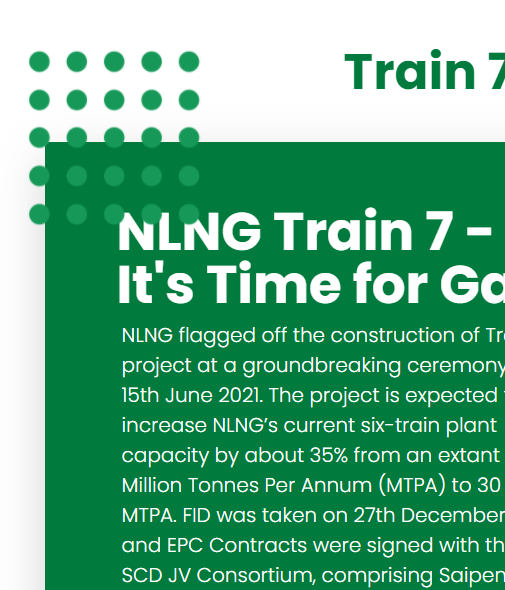 Train 7
NLNG Train 7 -
It's Time for Ga
NLNG flagged off the construction of Tr
project at a groundbreaking ceremony
15th June 2021. The project is expected
increase NLNG’s current six-train plant
capacity by about 35% from an extant
Million Tonnes Per Annum (MTPA) to 30
MTPA. FID was taken on 27th December
and EPC Contracts were signed with th
SCD JV Consortium, comprising Saipem